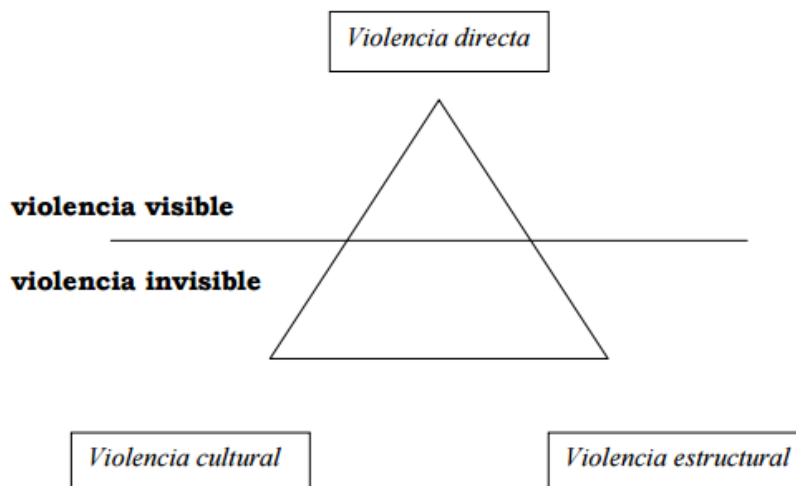 Violencia directa
violencia visible
violencia invisible
Violencia cultural
Violencia estructural